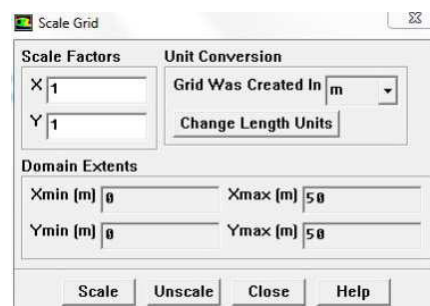 Scale Grid
Scale Factors
X 1
Y 1
Unit Conversion
Grid Was Created In m
Change Length Units
Domain Extents
Xmin (m) 0 Xmax (m) 50
Ymin (m) 0 Ymax (m) 50
Scale Unscale Close Help